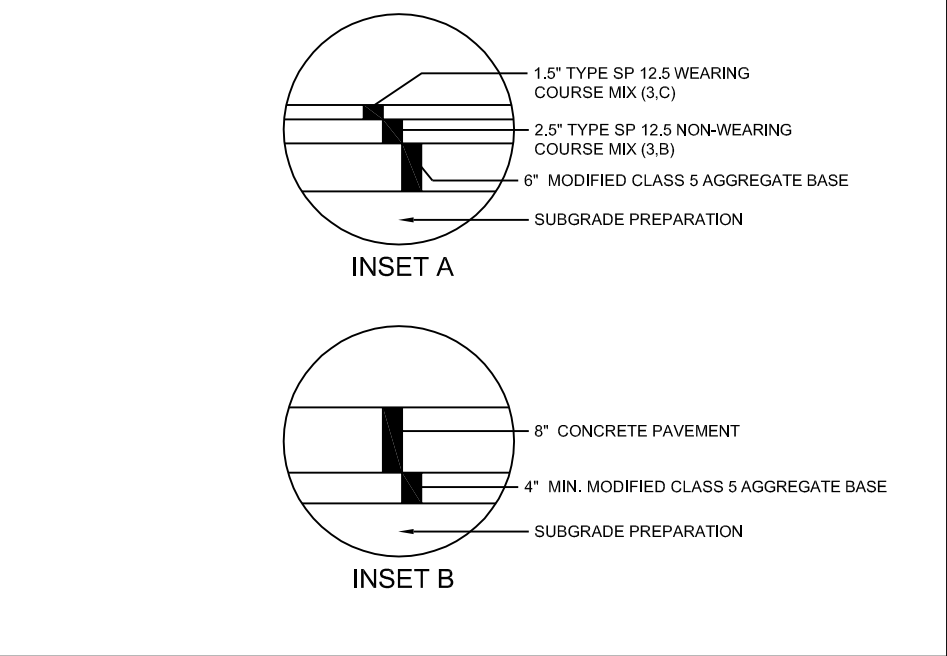 1.5" TYPE SP 12.5 WEARING
COURSE MIX (3,C)
2.5" TYPE SP 12.5 NON-WEARING
COURSE MIX (3,B)
6" MODIFIED CLASS 5 AGGREGATE BASE
SUBGRADE PREPARATION
INSET A
8" CONCRETE PAVEMENT
4" MIN. MODIFIED CLASS 5 AGGREGATE BASE
SUBGRADE PREPARATION
INSET B